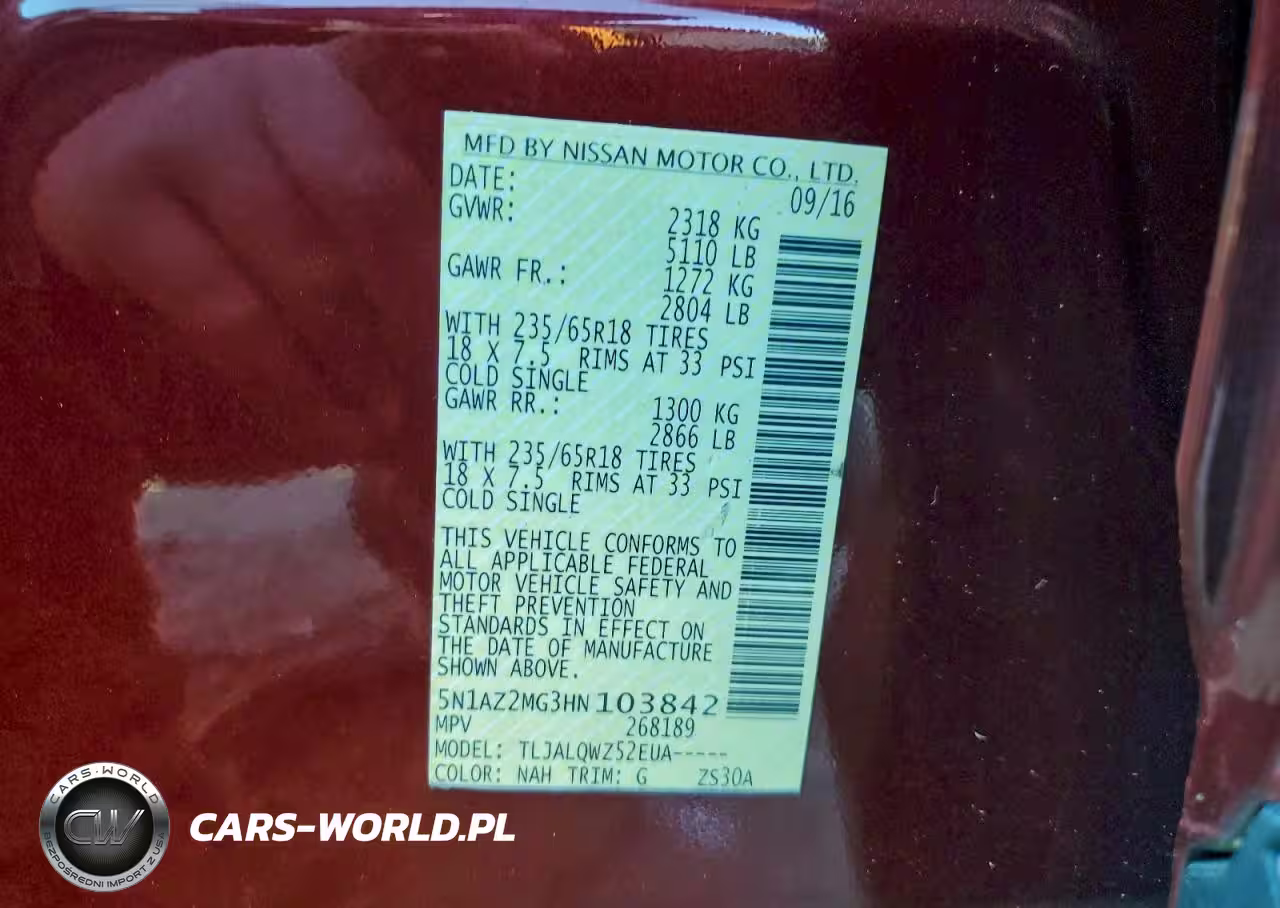 MFD BY NISSAN MOTOR CO., LTD.
DATE: 09/16
GVWR: 2318 KG
5110 LB
GAWR FR.: 1272 KG
2804 LB
WITH 235/65R18 TIRES
18 X 7.5 RIMS AT 33 PSI
COLD SINGLE
GAWR RR.: 1300 KG
2866 LB
WITH 235/65R18 TIRES
18 X 7.5 RIMS AT 33 PSI
COLD SINGLE
THIS VEHICLE CONFORMS TO
ALL APPLICABLE FEDERAL
MOTOR VEHICLE SAFETY AND
THEFT PREVENTION
STANDARDS IN EFFECT ON
THE DATE OF MANUFACTURE
SHOWN ABOVE.
5N1AZ2MG3HN103842
MPV 268189
MODEL: TLJALQWZ52EUA-----
COLOR: NAH TRIM: G ZS30A
CARS-WORLD
CW
BEZPOŚREDNI IMPORT Z USA
CARS-WORLD.PL